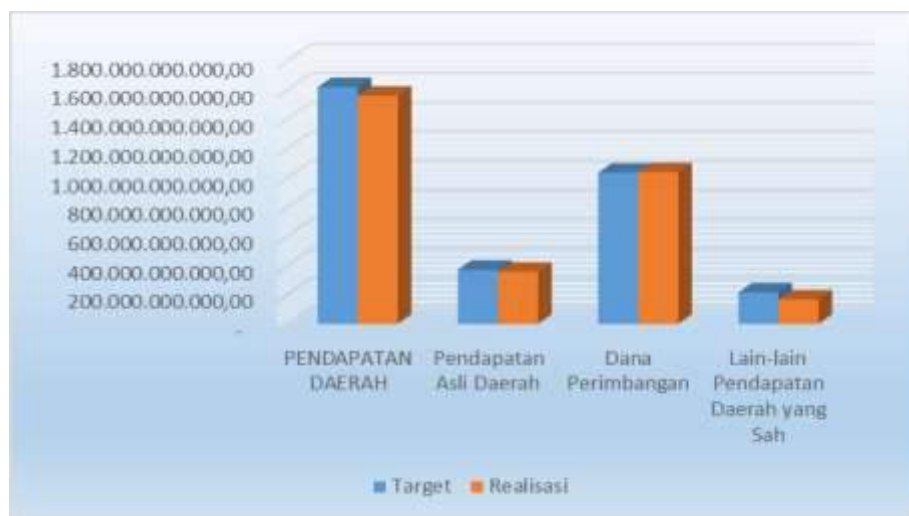 1.800.000.000.000,00
1.600.000.000.000,00
1.400.000.000.000,00
1.200.000.000.000,00
1.000.000.000.000,00
800.000.000.000,00
600.000.000.000,00
400.000.000.000,00
200.000.000.000,00
-
PENDAPATAN
DAERAH
Pendapatan
Asli Daerah
Dana
Perimbangan
Lain-lain
Pendapatan
Daerah yang
Sah
Target
Realisasi